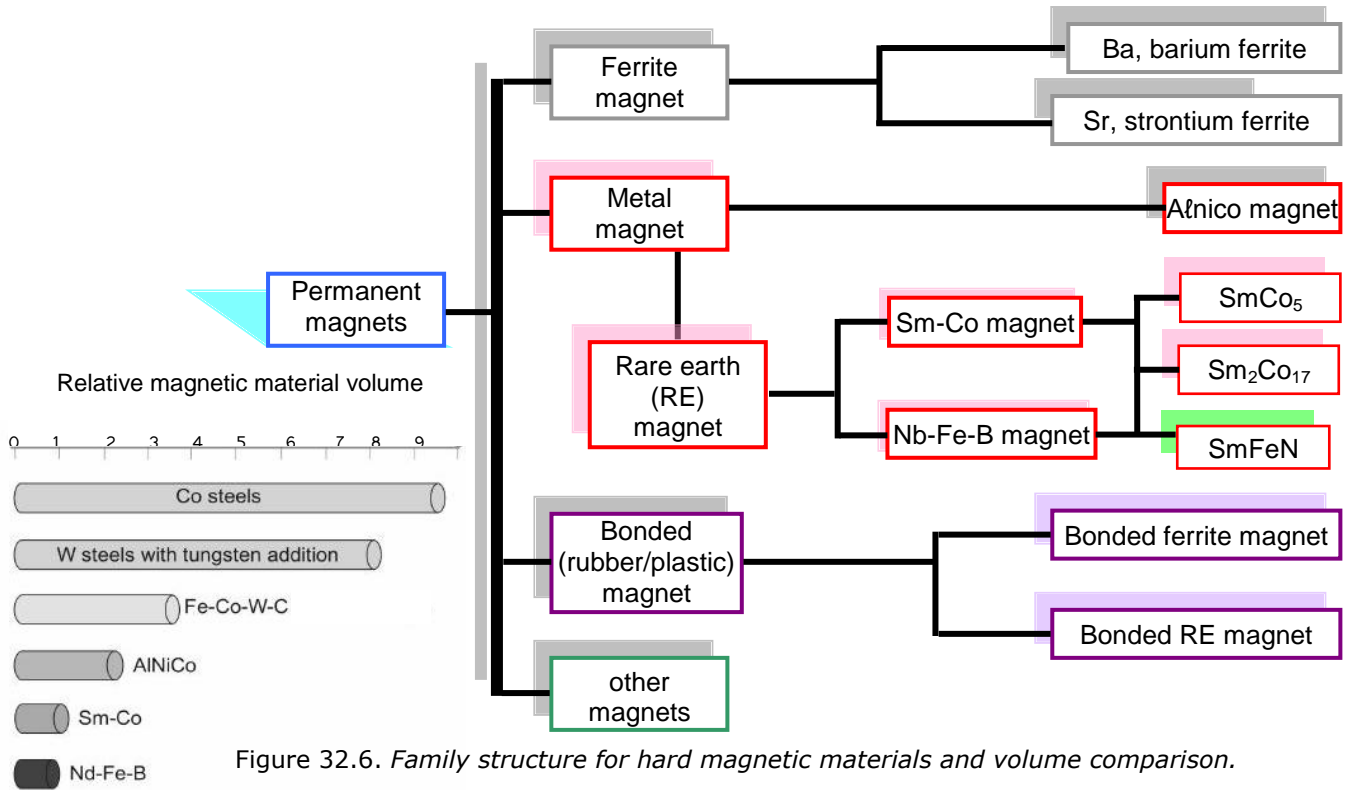 Ferrite
magnet
Ba, barium ferrite
Sr, strontium ferrite
Metal
magnet
Aℓnico magnet
Permanent
magnets
Rare earth
(RE)
magnet
Sm-Co magnet
Nb-Fe-B magnet
SmCo₅
Sm₂Co₁₇
SmFeN
Bonded
(rubber/plastic)
magnet
Bonded ferrite magnet
Bonded RE magnet
other
magnets
Relative magnetic material volume
0 1 2 3 4 5 6 7 8 9
Co steels
W steels with tungsten addition
Fe-Co-W-C
AlNiCo
Sm-Co
Nd-Fe-B
Figure 32.6. Family structure for hard magnetic materials and volume comparison.